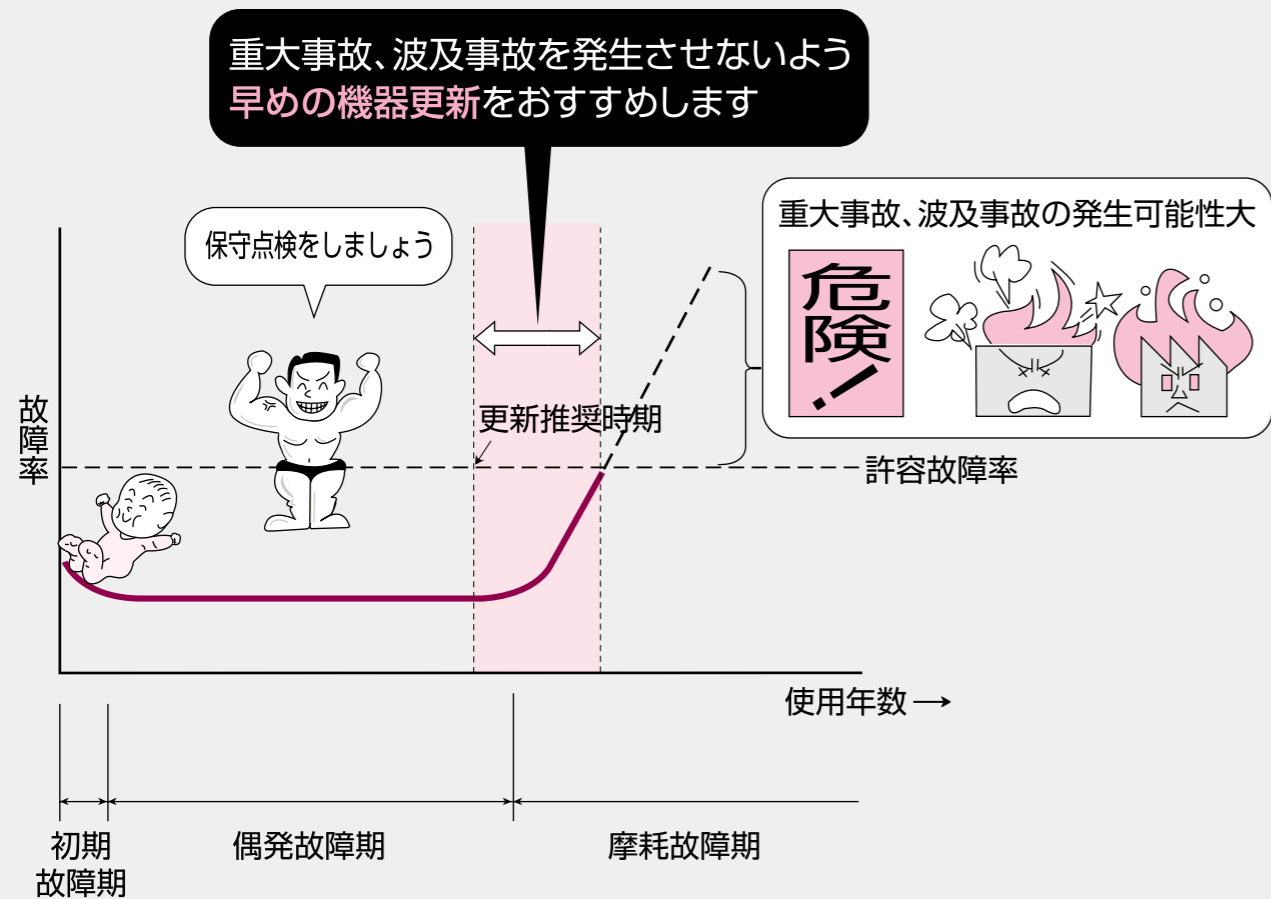 重大事故、波及事故を発生させないよう
早めの機器更新をおすすめします
保守点検をしましょう
重大事故、波及事故の発生可能性大
危険！
故障率
更新推奨時期
許容故障率
使用年数→
初期
故障期
偶発故障期
摩耗故障期